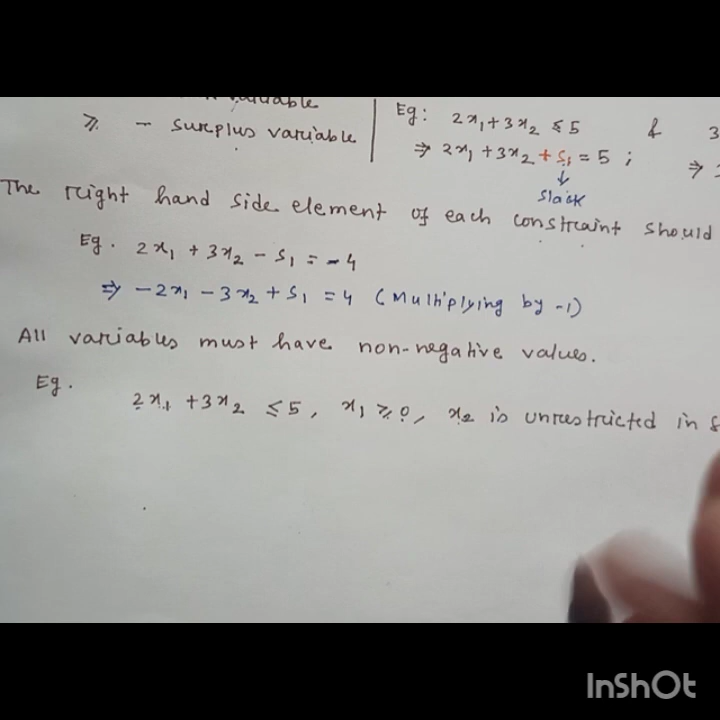 variable
≥ - surplus variable
Eg: 2x₁ + 3x₂ ≤ 5 & 3
⇒ 2x₁ + 3x₂ + S₁ = 5 ; ⇒
↓
slack
The right hand side element of each constraint should
Eg. 2x₁ + 3x₂ - S₁ = -4
⇒ -2x₁ - 3x₂ + S₁ = 4 (Multiplying by -1)
All variables must have non-negative values.
Eg.
2x₁ + 3x₂ ≤ 5, x₁ ≥ 0, x₂ is unrestricted in
InShOt